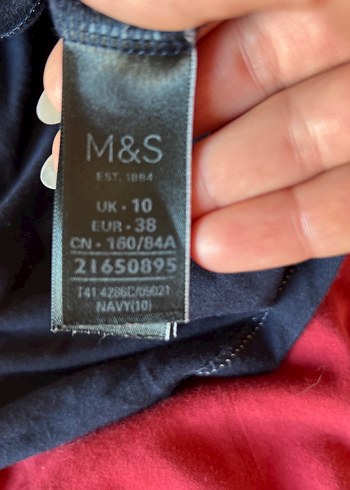 M&S
EST. 1884
UK • 10
EUR • 38
CN • 160/84A
21650895
T41 4286C/09021
NAVY(10)